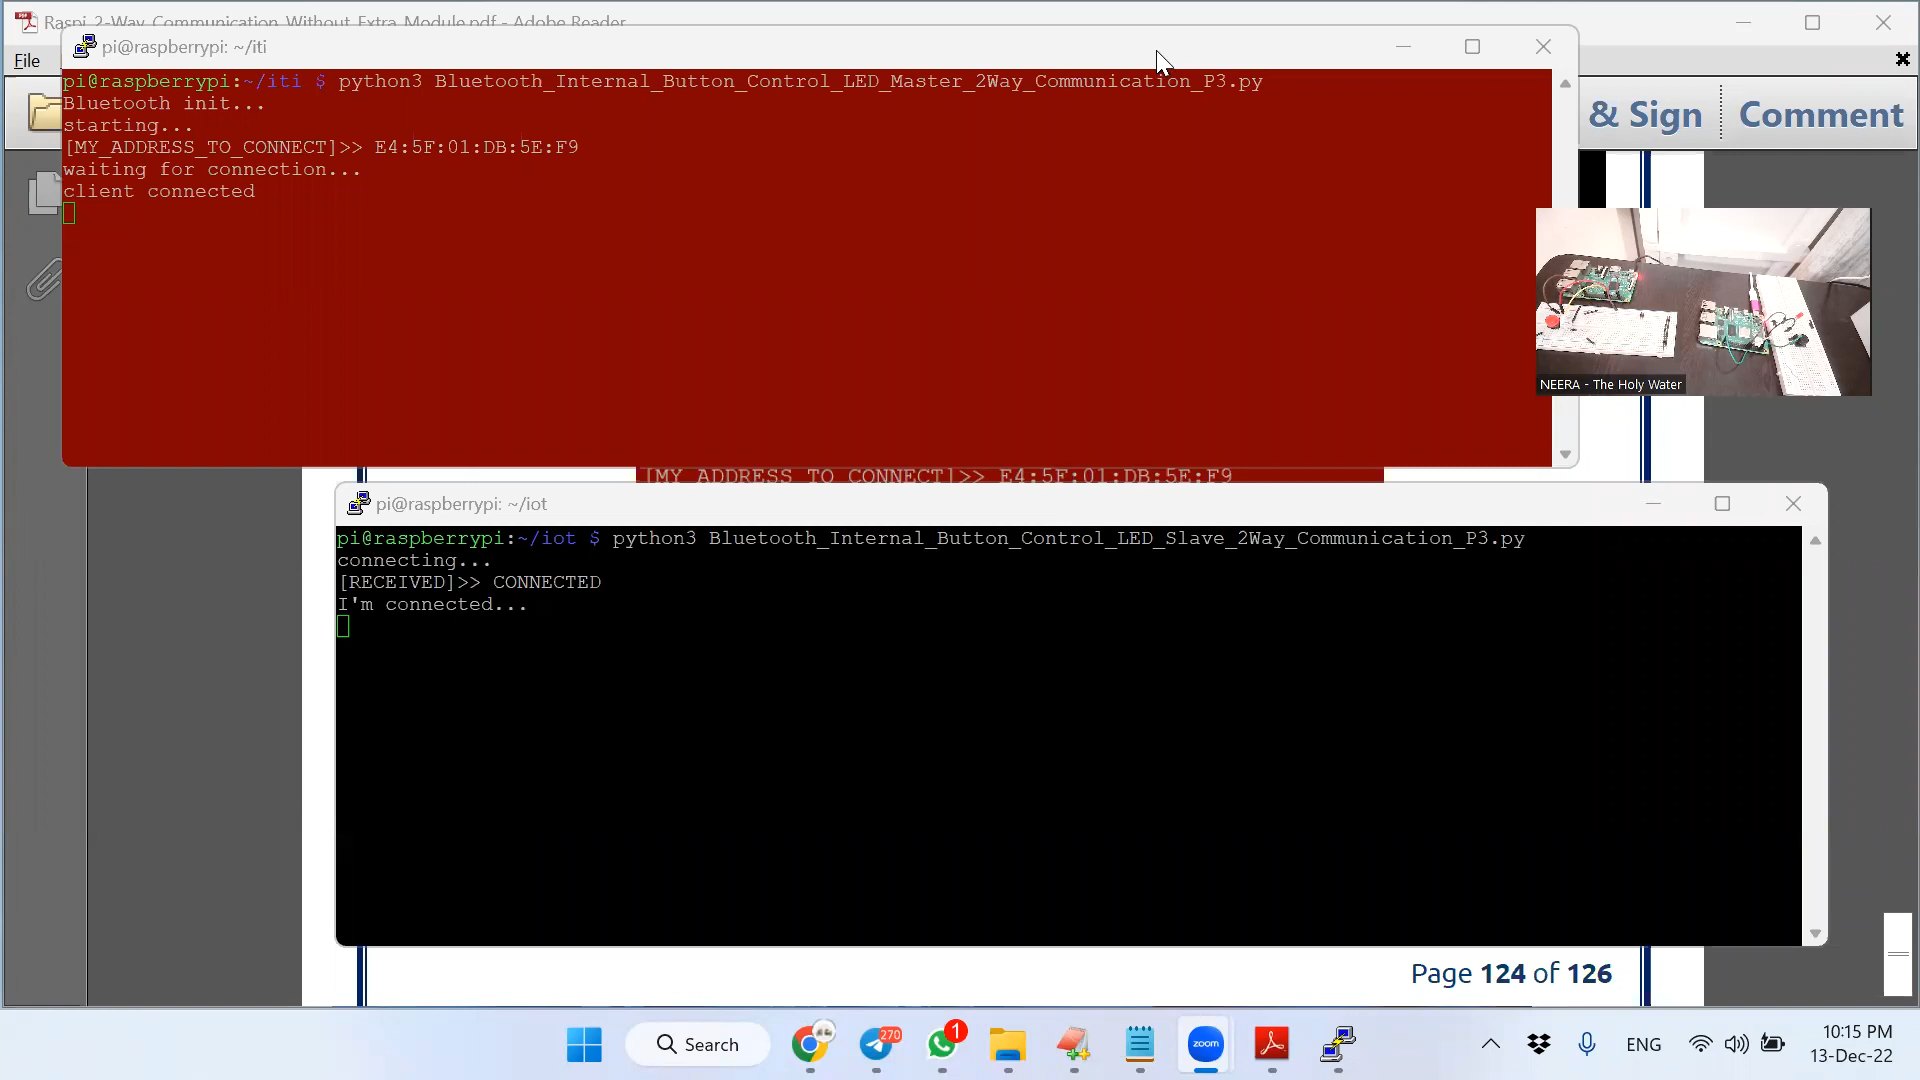 Raspi_2-Way_Communication_Without_Extra_Module.pdf - Adobe Reader
pi@raspberrypi: ~/iti
File
pi@raspberrypi:~/iti $ python3 Bluetooth_Internal_Button_Control_LED_Master_2Way_Communication_P3.py
Bluetooth init...
starting...
[MY_ADDRESS_TO_CONNECT]>> E4:5F:01:DB:5E:F9
waiting for connection...
client connected
& Sign
Comment
NEERA - The Holy Water
[MY_ADDRESS_TO_CONNECT]>> E4:5F:01:DB:5E:F9
pi@raspberrypi: ~/iot
pi@raspberrypi:~/iot $ python3 Bluetooth_Internal_Button_Control_LED_Slave_2Way_Communication_P3.py
connecting...
[RECEIVED]>> CONNECTED
I'm connected...
Page 124 of 126
Search
270
1
zoom
ENG
10:15 PM
13-Dec-22